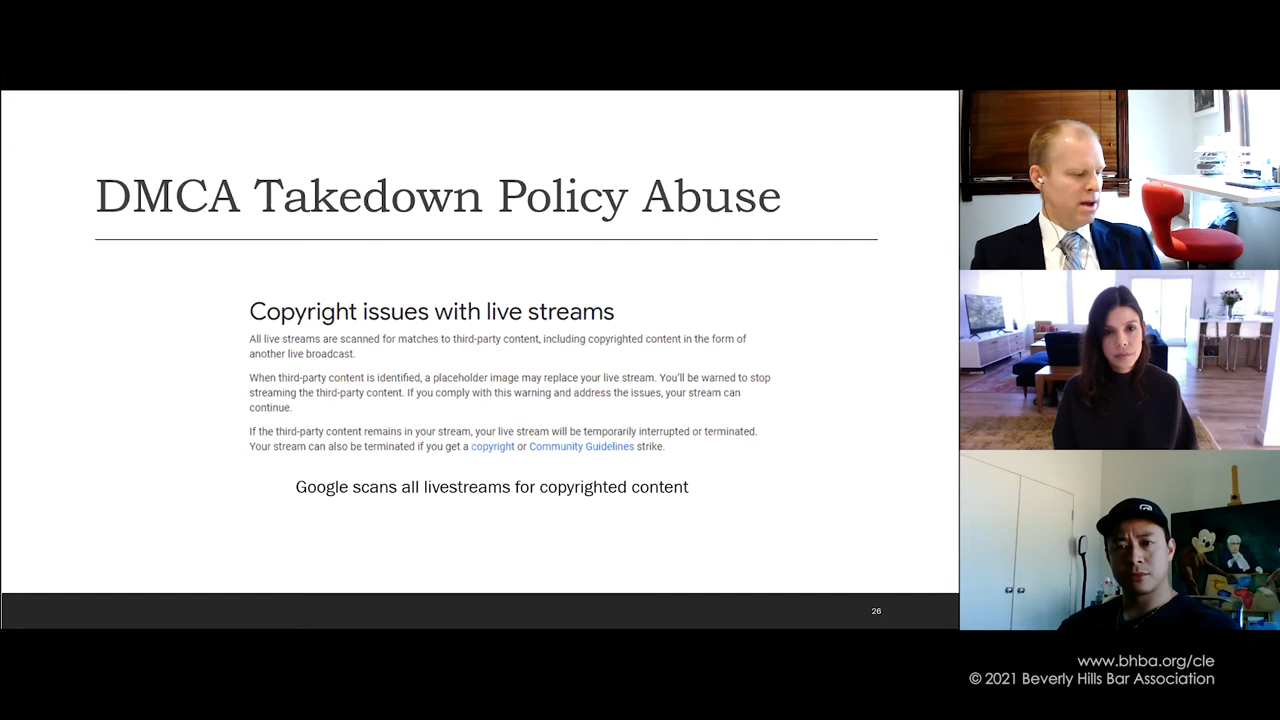 DMCA Takedown Policy Abuse
Copyright issues with live streams
All live streams are scanned for matches to third-party content, including copyrighted content in the form of
another live broadcast.
When third-party content is identified, a placeholder image may replace your live stream. You'll be warned to stop
streaming the third-party content. If you comply with this warning and address the issues, your stream can
continue.
If the third-party content remains in your stream, your live stream will be temporarily interrupted or terminated.
Your stream can also be terminated if you get a copyright or Community Guidelines strike.
Google scans all livestreams for copyrighted content
26
www.bhba.org/cle
© 2021 Beverly Hills Bar Association